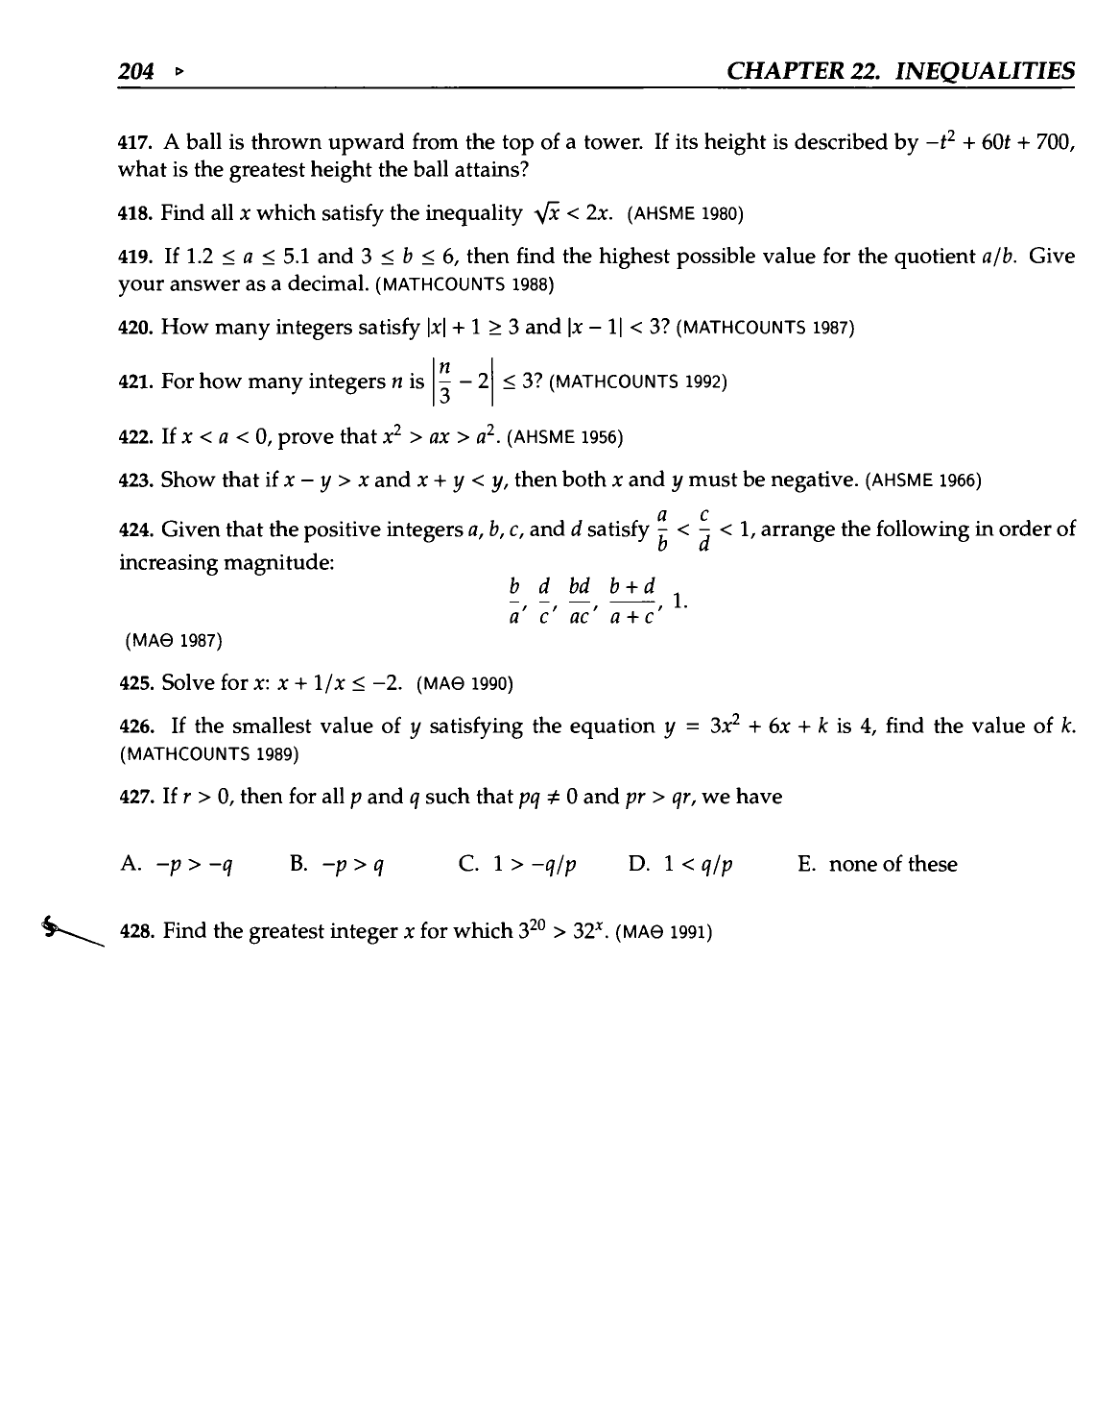 204 ▹ CHAPTER 22. INEQUALITIES
417. A ball is thrown upward from the top of a tower. If its height is described by −t² + 60t + 700,
what is the greatest height the ball attains?
418. Find all x which satisfy the inequality √x < 2x. (AHSME 1980)
419. If 1.2 ≤ a ≤ 5.1 and 3 ≤ b ≤ 6, then find the highest possible value for the quotient a/b. Give
your answer as a decimal. (MATHCOUNTS 1988)
420. How many integers satisfy |x| + 1 ≥ 3 and |x − 1| < 3? (MATHCOUNTS 1987)
421. For how many integers n is |n/3 − 2| ≤ 3? (MATHCOUNTS 1992)
422. If x < a < 0, prove that x² > ax > a². (AHSME 1956)
423. Show that if x − y > x and x + y < y, then both x and y must be negative. (AHSME 1966)
424. Given that the positive integers a, b, c, and d satisfy a/b < c/d < 1, arrange the following in order of
increasing magnitude:
b/a, d/c, bd/ac, (b + d)/(a + c), 1.
(MAΘ 1987)
425. Solve for x: x + 1/x ≤ −2. (MAΘ 1990)
426. If the smallest value of y satisfying the equation y = 3x² + 6x + k is 4, find the value of k.
(MATHCOUNTS 1989)
427. If r > 0, then for all p and q such that pq ≠ 0 and pr > qr, we have
A. −p > −q B. −p > q C. 1 > −q/p D. 1 < q/p E. none of these
428. Find the greatest integer x for which 3²⁰ > 32ˣ. (MAΘ 1991)